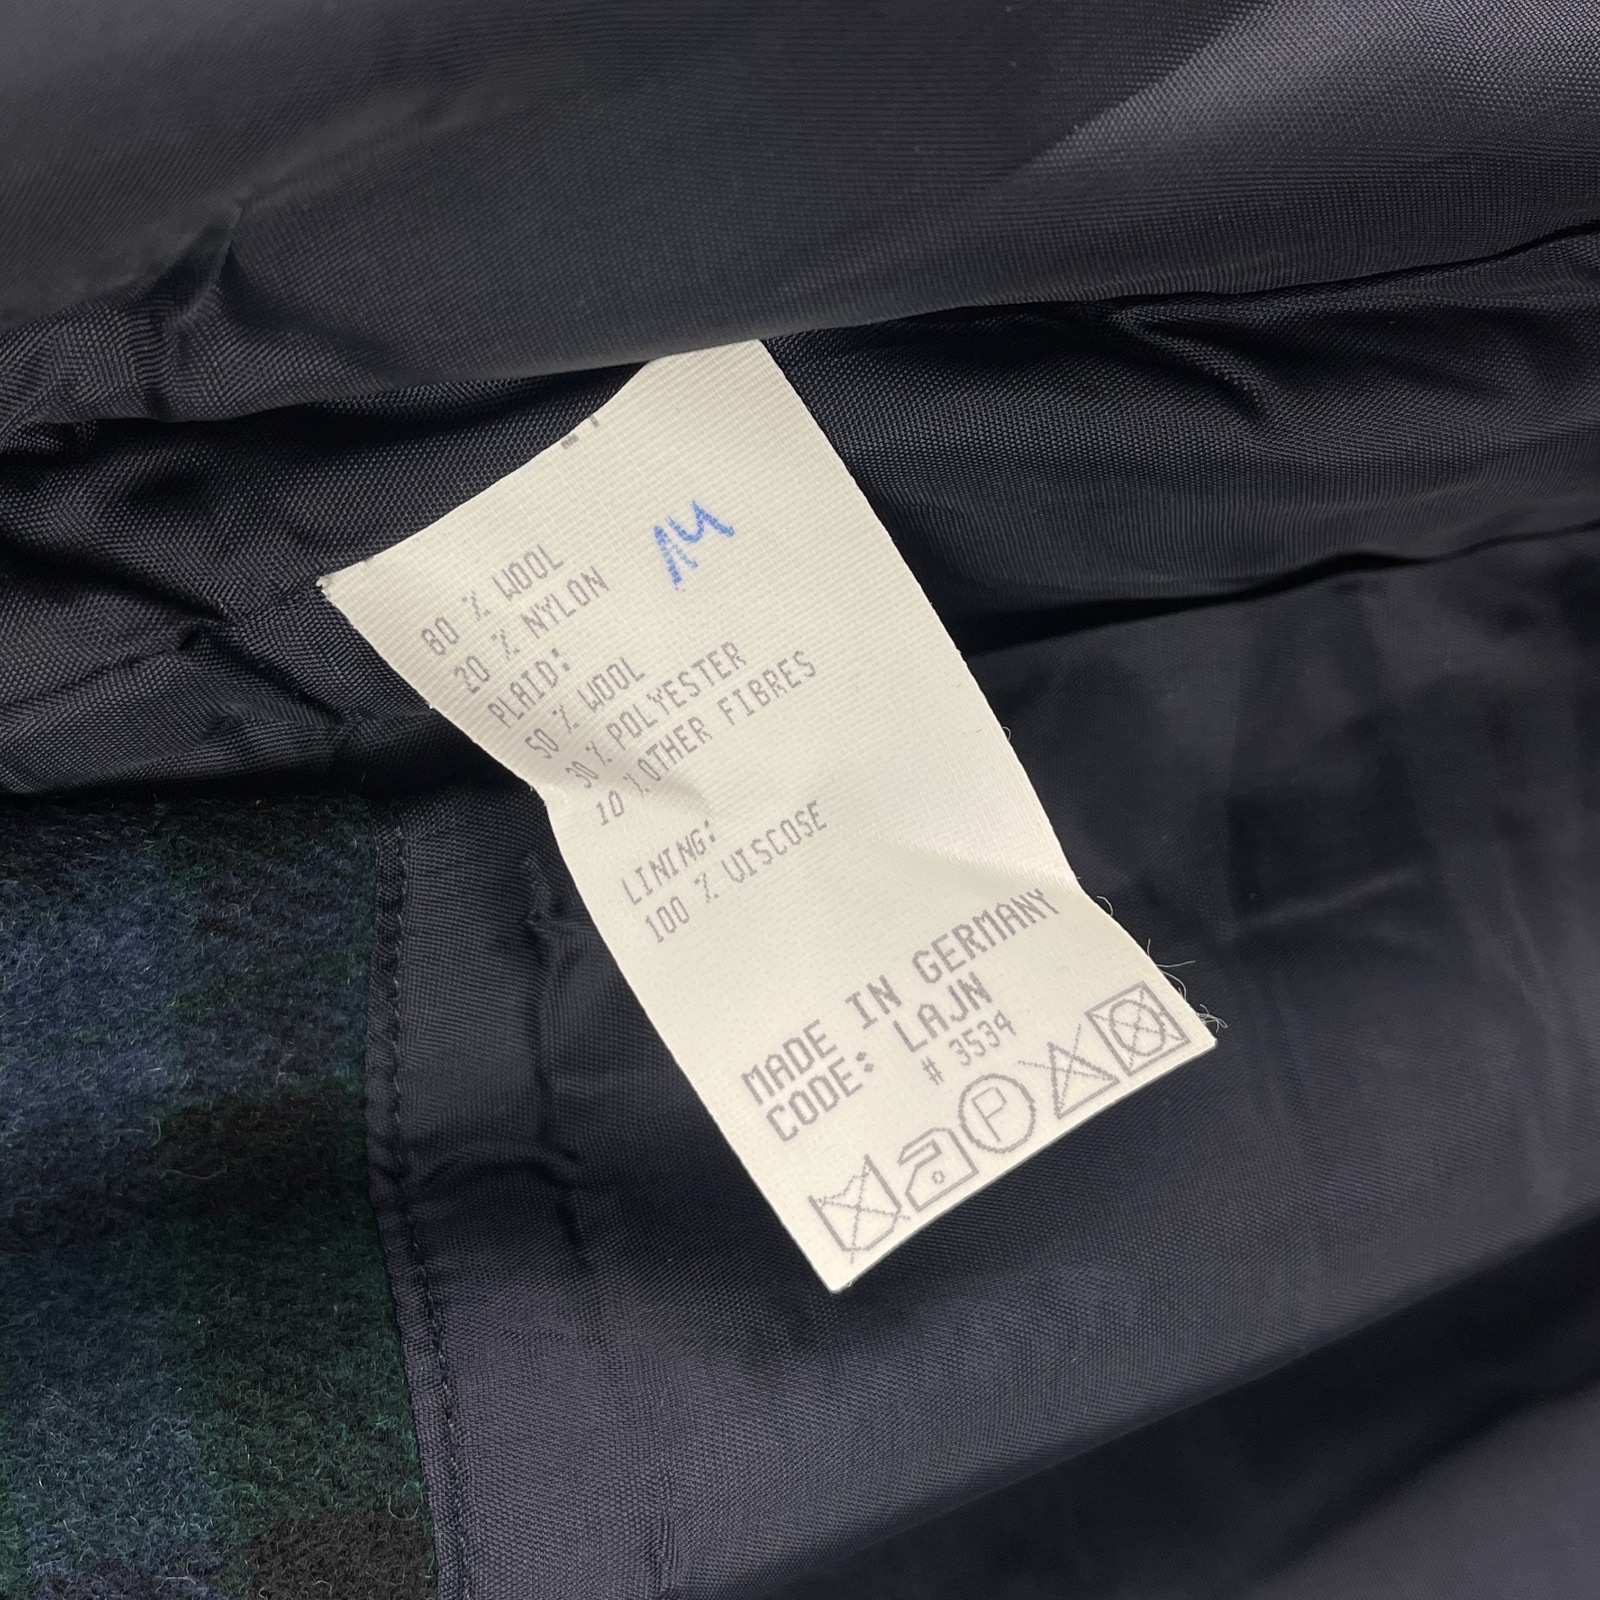 80 % WOOL
20 % NYLON
PLAID:
50 % WOOL
30 % POLYESTER
10 % OTHER FIBRES
LINING:
100 % VISCOSE
MADE IN GERMANY
CODE: LAJN
# 3534
P